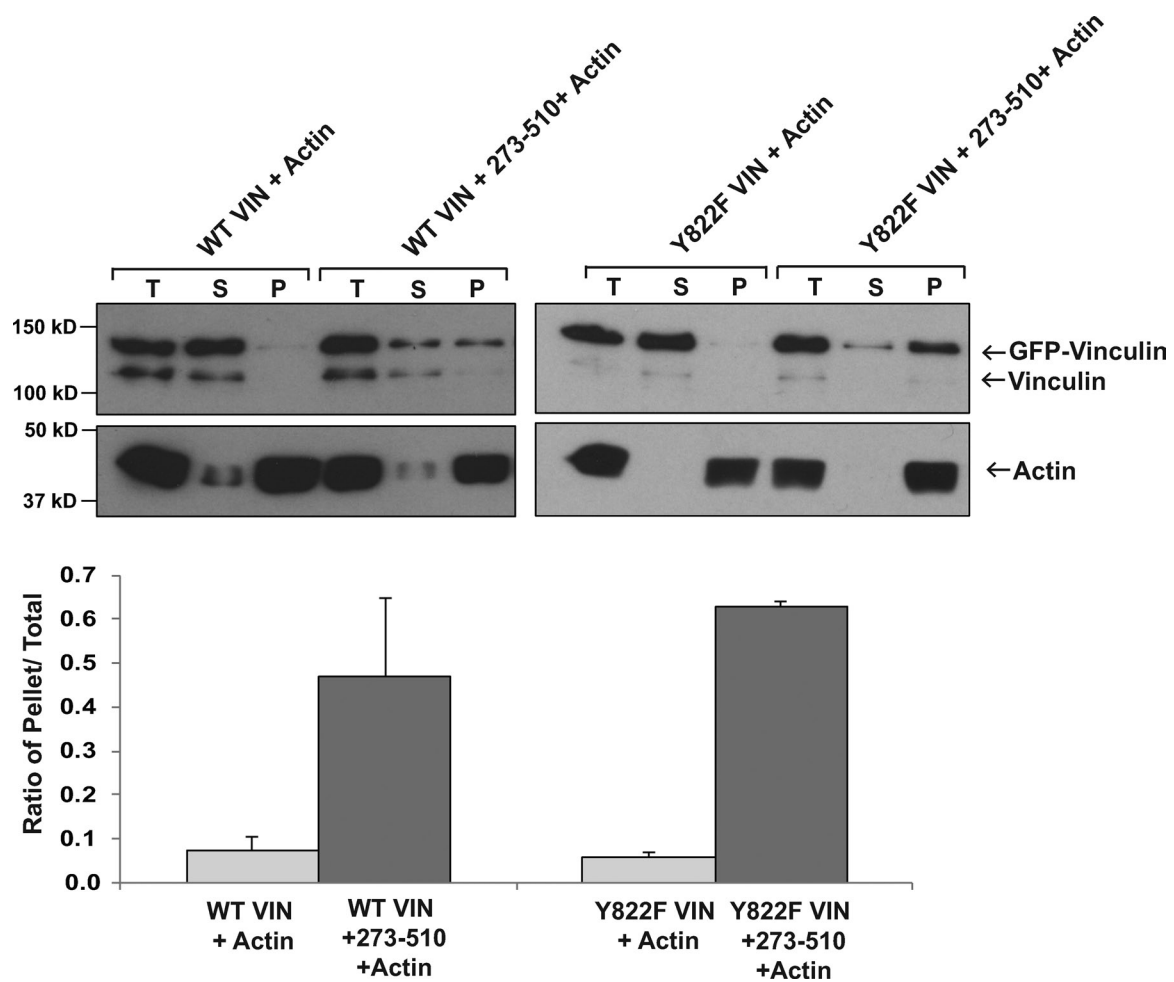 WT VIN + Actin
WT VIN + 273-510+ Actin
Y822F VIN + Actin
Y822F VIN + 273-510+ Actin
T S P T S P
T S P T S P
150 kD
100 kD
←GFP-Vinculin
←Vinculin
50 kD
37 kD
←Actin
Ratio of Pellet/ Total
0.7
0.6
0.5
0.4
0.3
0.2
0.1
0.0
WT VIN
+ Actin
WT VIN
+273-510
+Actin
Y822F VIN
+ Actin
Y822F VIN
+273-510
+Actin